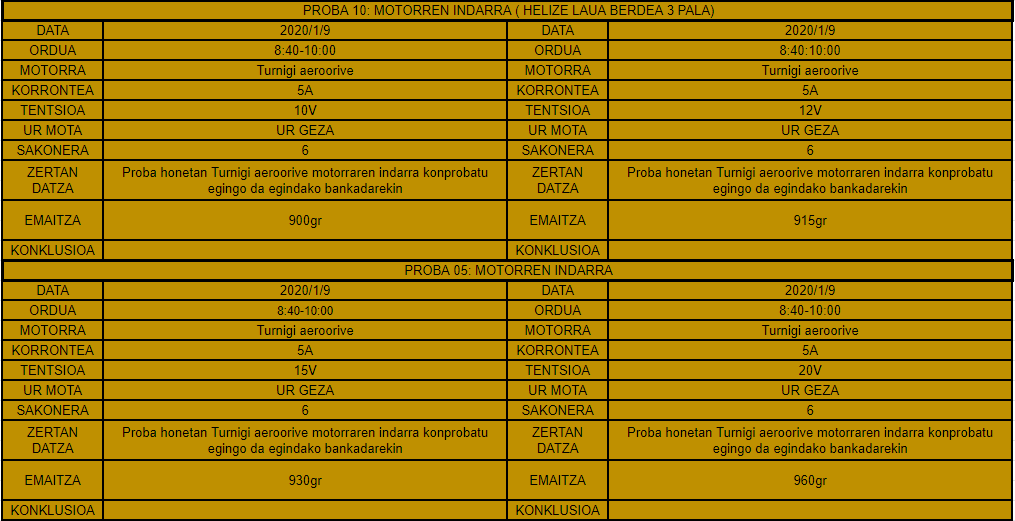 PROBA 10: MOTORREN INDARRA ( HELIZE LAUA BERDEA 3 PALA)
DATA 2020/1/9 DATA 2020/1/9
ORDUA 8:40-10:00 ORDUA 8:40:10:00
MOTORRA Turnigi aeroorive MOTORRA Turnigi aeroorive
KORRONTEA 5A KORRONTEA 5A
TENTSIOA 10V TENTSIOA 12V
UR MOTA UR GEZA UR MOTA UR GEZA
SAKONERA 6 SAKONERA 6
ZERTAN Proba honetan Turnigi aeroorive motorraren indarra konprobatu ZERTAN Proba honetan Turnigi aeroorive motorraren indarra konprobatu
DATZA egingo da egindako bankadarekin DATZA egingo da egindako bankadarekin
EMAITZA 900gr EMAITZA 915gr
KONKLUSIOA KONKLUSIOA
PROBA 05: MOTORREN INDARRA
DATA 2020/1/9 DATA 2020/1/9
ORDUA 8:40-10:00 ORDUA 8:40-10:00
MOTORRA Turnigi aeroorive MOTORRA Turnigi aeroorive
KORRONTEA 5A KORRONTEA 5A
TENTSIOA 15V TENTSIOA 20V
UR MOTA UR GEZA UR MOTA UR GEZA
SAKONERA 6 SAKONERA 6
ZERTAN Proba honetan Turnigi aeroorive motorraren indarra konprobatu ZERTAN Proba honetan Turnigi aeroorive motorraren indarra konprobatu
DATZA egingo da egindako bankadarekin DATZA egingo da egindako bankadarekin
EMAITZA 930gr EMAITZA 960gr
KONKLUSIOA KONKLUSIOA